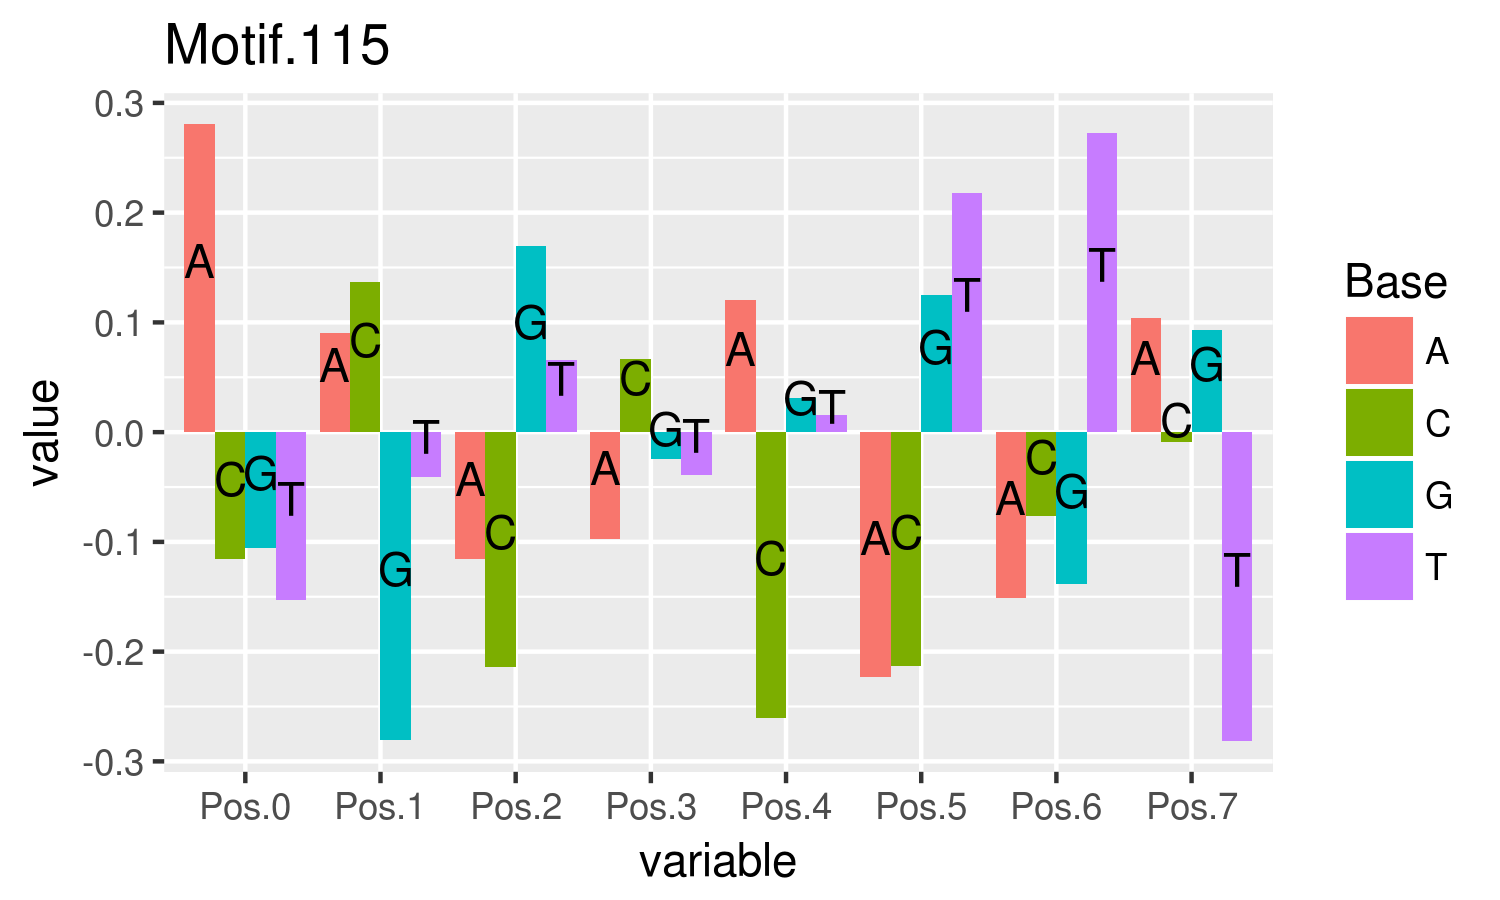 Motif.115
0.3
0.2
0.1
0.0
-0.1
-0.2
-0.3
value
A C G T
A C G T
A C G T
A C G T
A C G T
A C G T
A C G T
A C G T
Pos.0 Pos.1 Pos.2 Pos.3 Pos.4 Pos.5 Pos.6 Pos.7
variable
Base
A
C
G
T